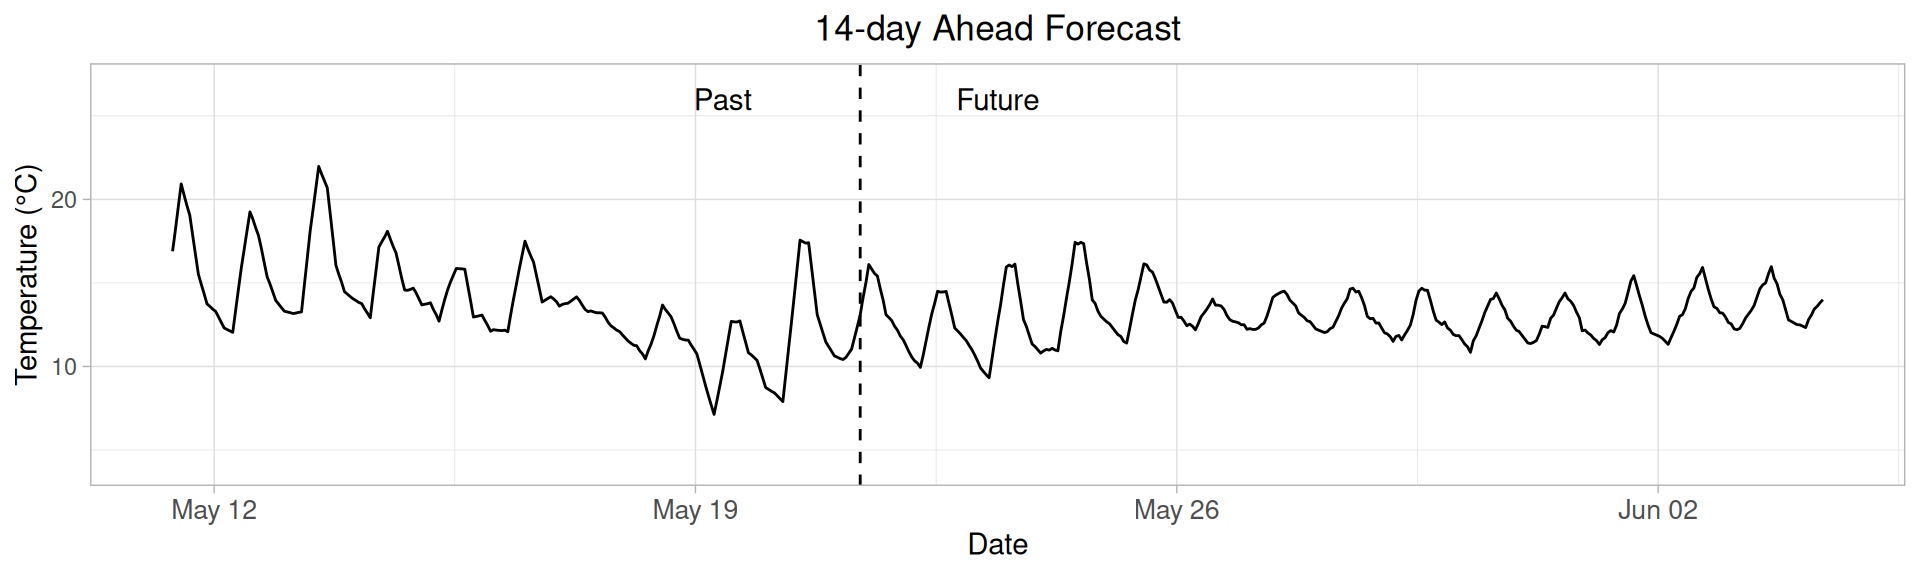 14-day Ahead Forecast
Past
Future
Temperature (°C)
20
10
May 12
May 19
May 26
Jun 02
Date